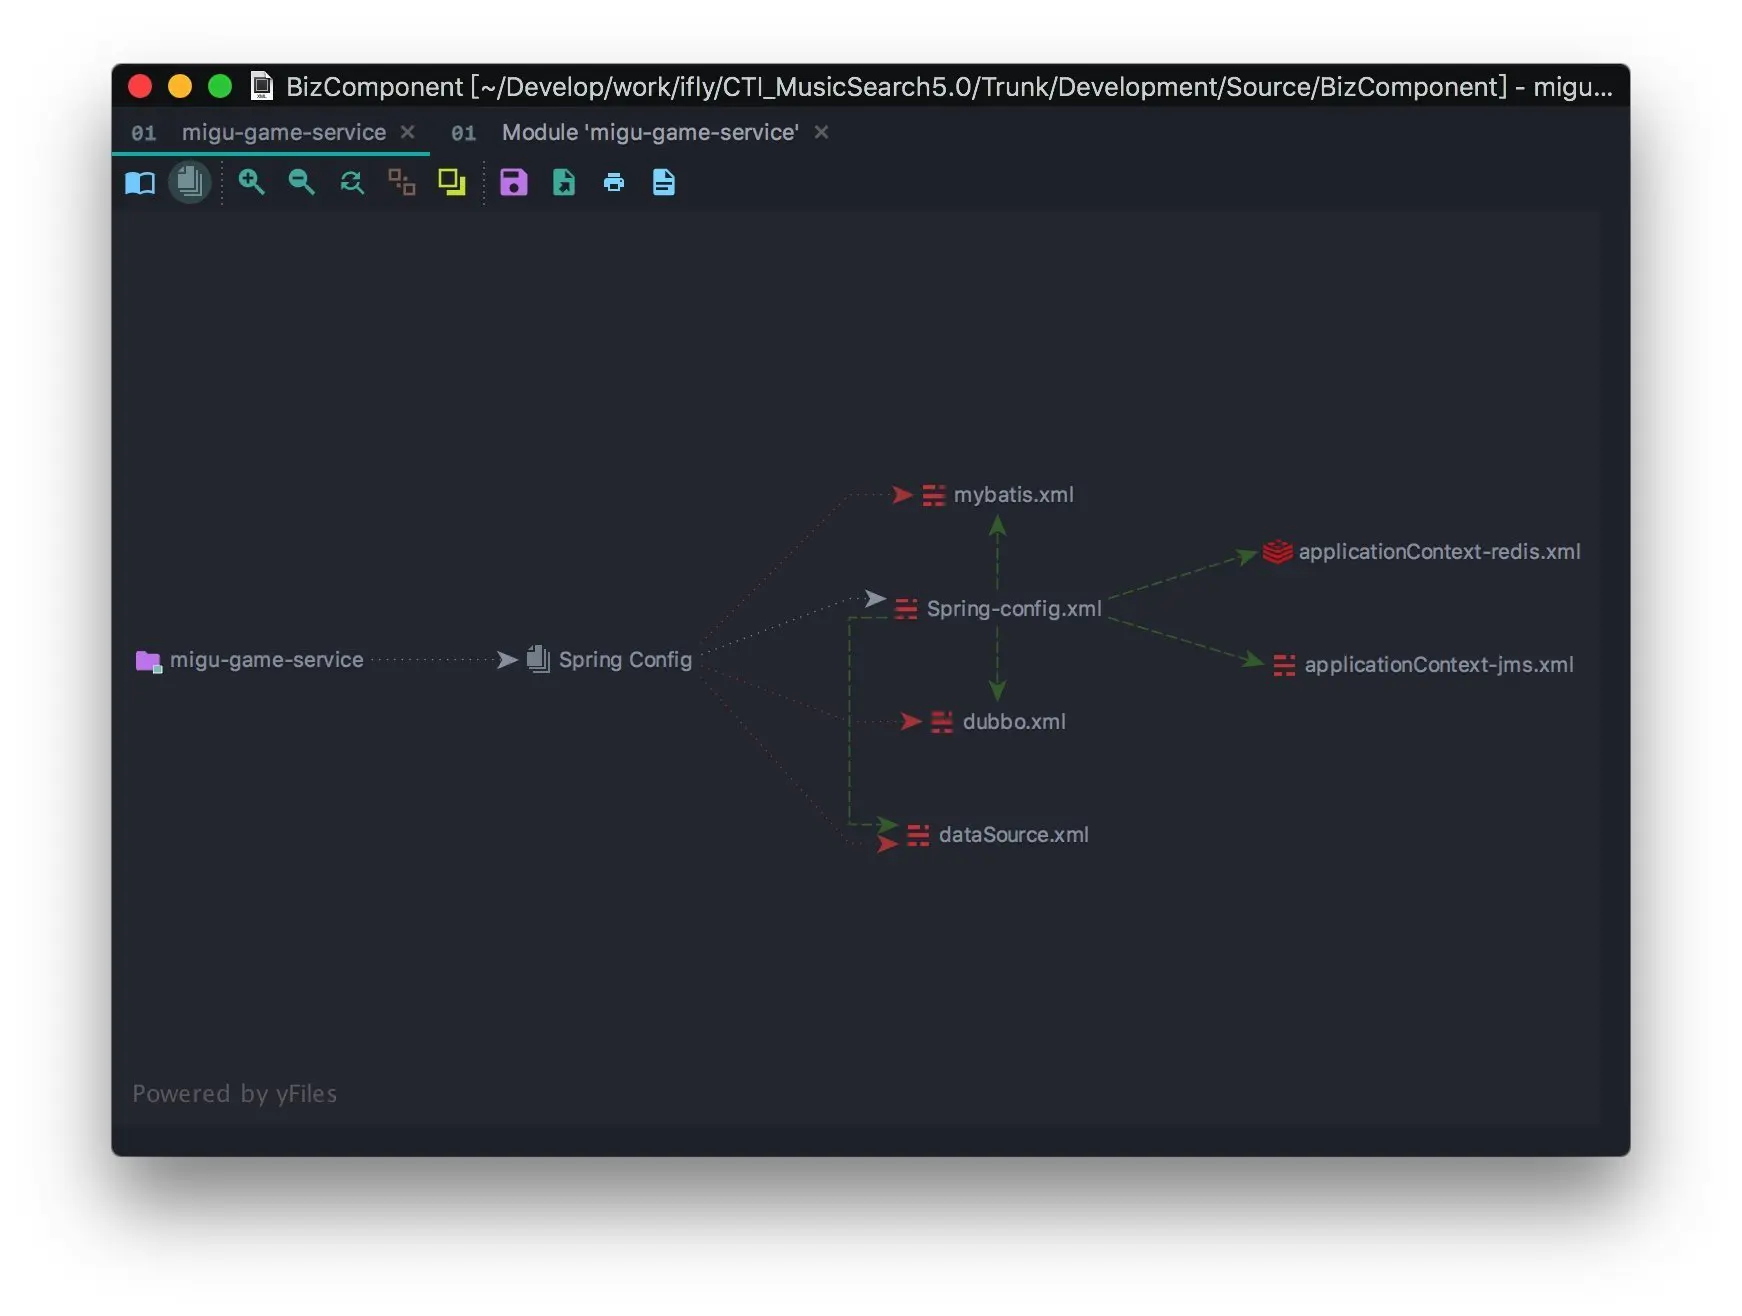 BizComponent [~/Develop/work/ifly/CTI_MusicSearch5.0/Trunk/Development/Source/BizComponent] - migu...
01 migu-game-service × 01 Module 'migu-game-service' ×
mybatis.xml
applicationContext-redis.xml
Spring-config.xml
migu-game-service
Spring Config
applicationContext-jms.xml
dubbo.xml
dataSource.xml
Powered by yFiles